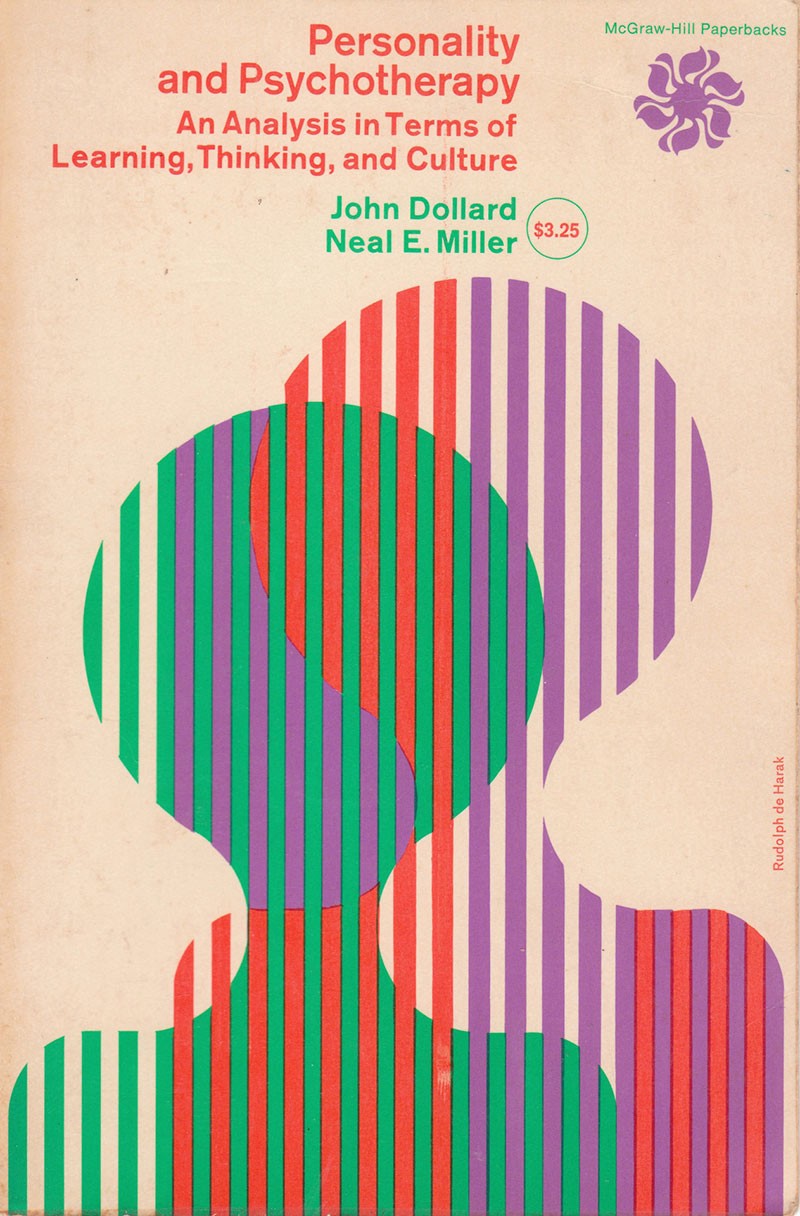 McGraw-Hill Paperbacks
Personality
and Psychotherapy
An Analysis in Terms of
Learning, Thinking, and Culture
John Dollard
Neal E. Miller
$3.25
Rudolph de Harak